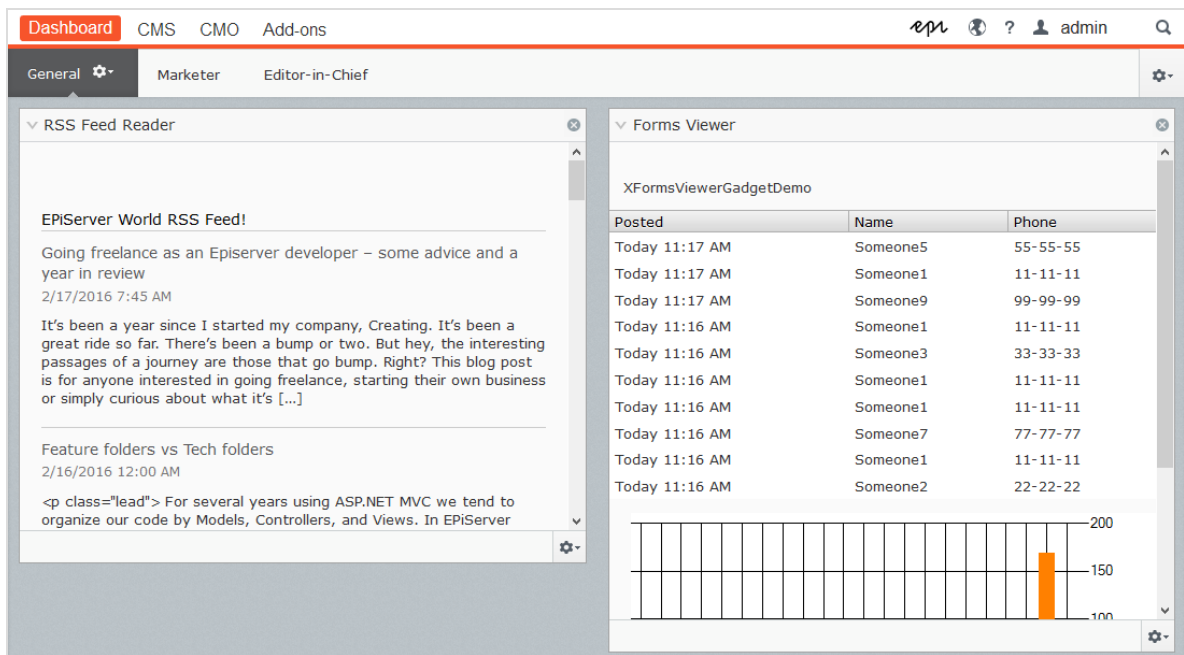 Dashboard CMS CMO Add-ons epi ? admin
General Marketer Editor-in-Chief
RSS Feed Reader
EPiServer World RSS Feed!
Going freelance as an Episerver developer – some advice and a
year in review
2/17/2016 7:45 AM
It's been a year since I started my company, Creating. It's been a
great ride so far. There's been a bump or two. But hey, the interesting
passages of a journey are those that go bump. Right? This blog post
is for anyone interested in going freelance, starting their own business
or simply curious about what it's […]
Feature folders vs Tech folders
2/16/2016 12:00 AM
<p class="lead"> For several years using ASP.NET MVC we tend to
organize our code by Models, Controllers, and Views. In EPiServer
Forms Viewer
XFormsViewerGadgetDemo
Posted Name Phone
Today 11:17 AM Someone5 55-55-55
Today 11:17 AM Someone1 11-11-11
Today 11:17 AM Someone9 99-99-99
Today 11:16 AM Someone1 11-11-11
Today 11:16 AM Someone3 33-33-33
Today 11:16 AM Someone1 11-11-11
Today 11:16 AM Someone1 11-11-11
Today 11:16 AM Someone7 77-77-77
Today 11:16 AM Someone1 11-11-11
Today 11:16 AM Someone2 22-22-22
200
150
100